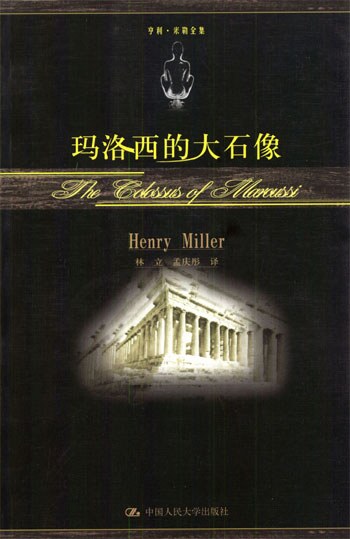 亨利·米勒全集
玛洛西的大石像
The Colossus of Maroussi
Henry Miller
林 立 孟庆彤 译
中国人民大学出版社